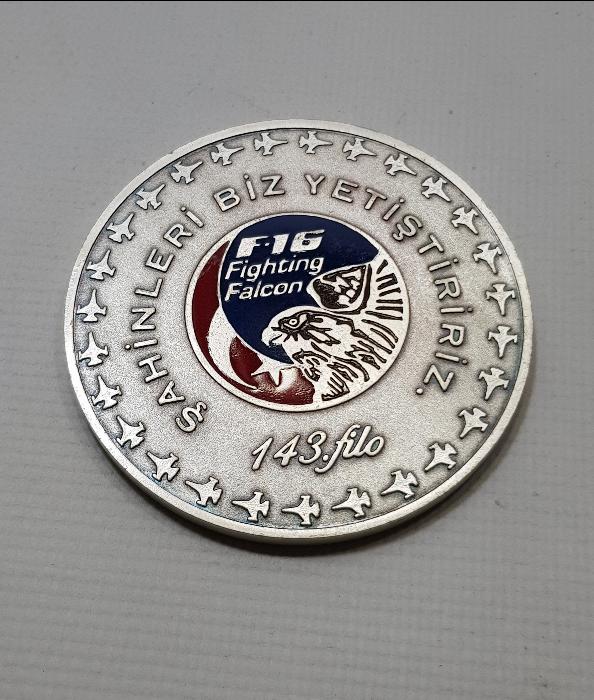 ŞAHİNLERİ BİZ YETİŞTİRİRİZ.
F-16
Fighting
Falcon
143.filo